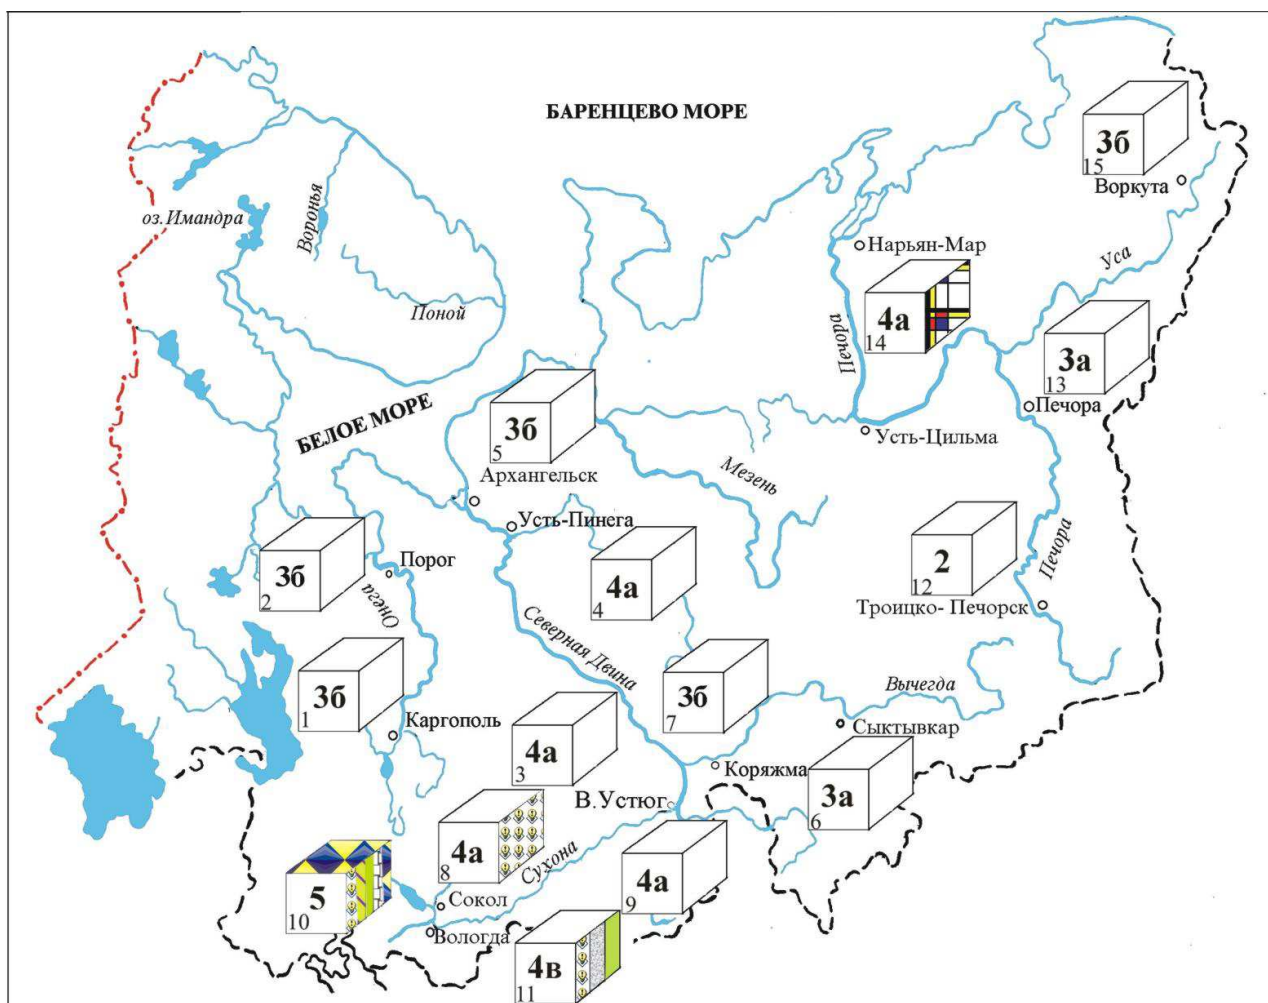 БАРЕНЦЕВО МОРЕ
3б
15
Воркута
оз.Имандра
Воронья
Нарьян-Мар
Уса
Поной
4а
14
Печора
3а
13
Печора
БЕЛОЕ МОРЕ
3б
5
Архангельск
Усть-Цильма
Мезень
Усть-Пинега
3б
2
Порог
Онега
4а
4
2
12
Печора
Троицко- Печорск
Северная Двина
3б
1
Каргополь
3б
7
Вычегда
Сыктывкар
4а
3
Коряжма
3а
6
В.Устюг
4а
8
Сухона
4а
9
5
10
Сокол
Вологда
4в
11